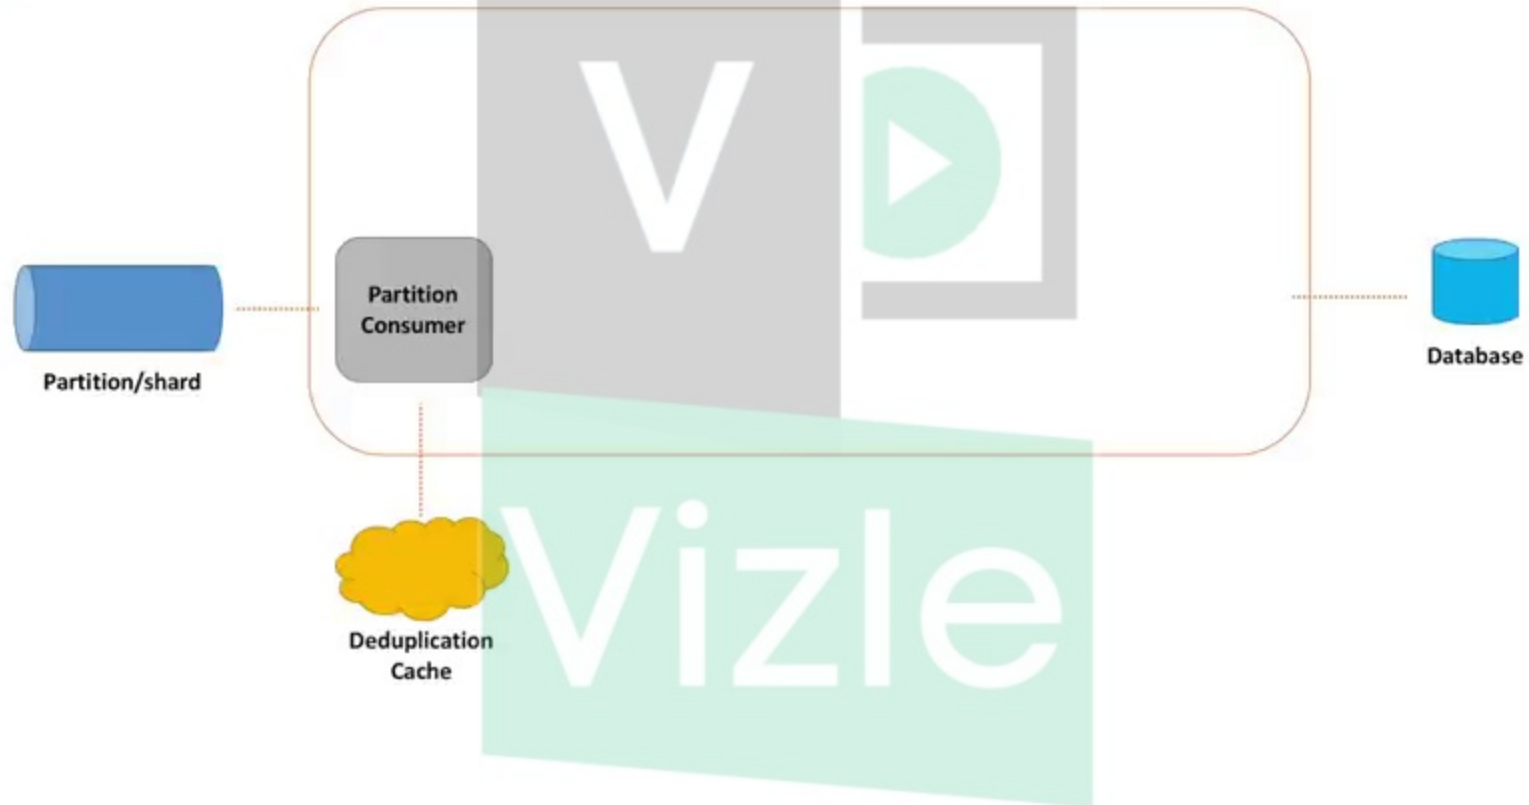 V
Partition
Consumer
Partition/shard
Database
Vizle
Deduplication
Cache